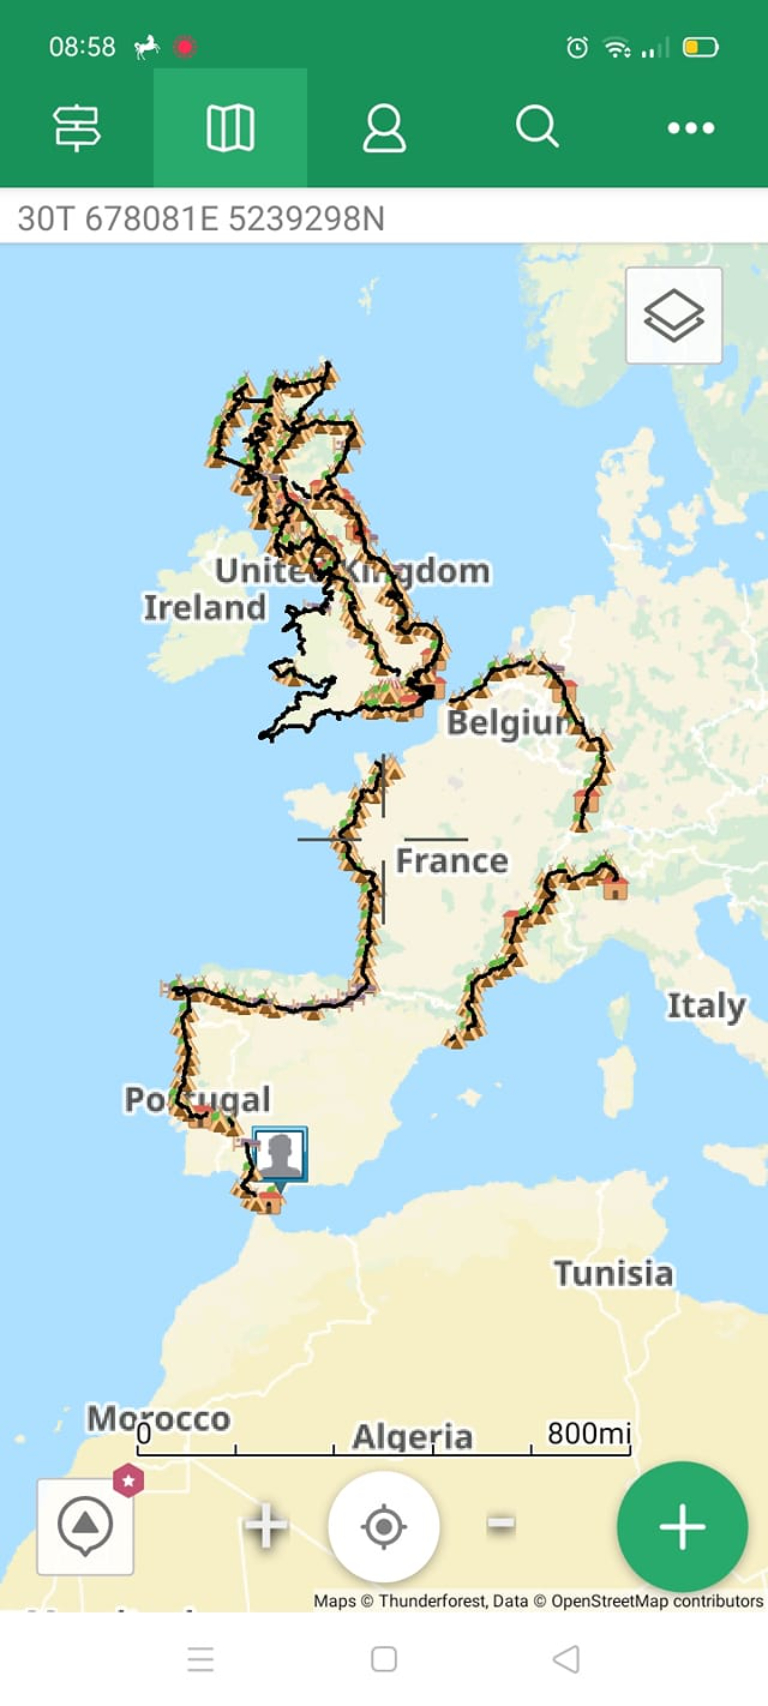 08:58
30T 678081E 5239298N
United Kingdom
Ireland
Belgiur
France
Italy
Portugal
Tunisia
Morocco
Algeria
0 800mi
Maps © Thunderforest, Data © OpenStreetMap contributors